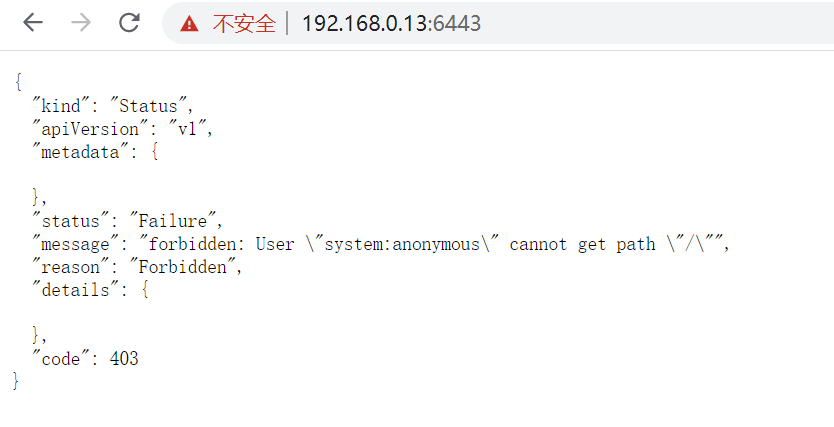 不安全 | 192.168.0.13:6443
{
"kind": "Status",
"apiVersion": "v1",
"metadata": {
},
"status": "Failure",
"message": "forbidden: User \"system:anonymous\" cannot get path \"/\"",
"reason": "Forbidden",
"details": {
},
"code": 403
}